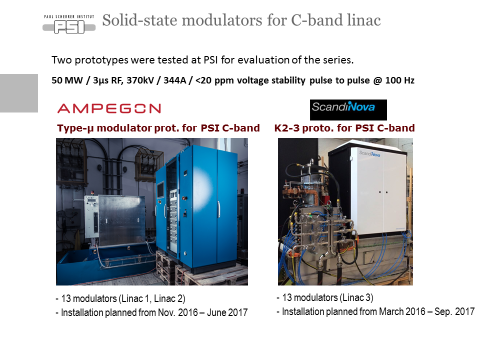 PAUL SCHERRER INSTITUT
PSI
Solid-state modulators for C-band linac
Two prototypes were tested at PSI for evaluation of the series.
50 MW / 3µs RF, 370kV / 344A / <20 ppm voltage stability pulse to pulse @ 100 Hz
AMPEGON
ScandiNova
Type-µ modulator prot. for PSI C-band
K2-3 proto. for PSI C-band
ScandiNova
- 13 modulators (Linac 1, Linac 2)
- Installation planned from Nov. 2016 – June 2017
- 13 modulators (Linac 3)
- Installation planned from March 2016 – Sep. 2017